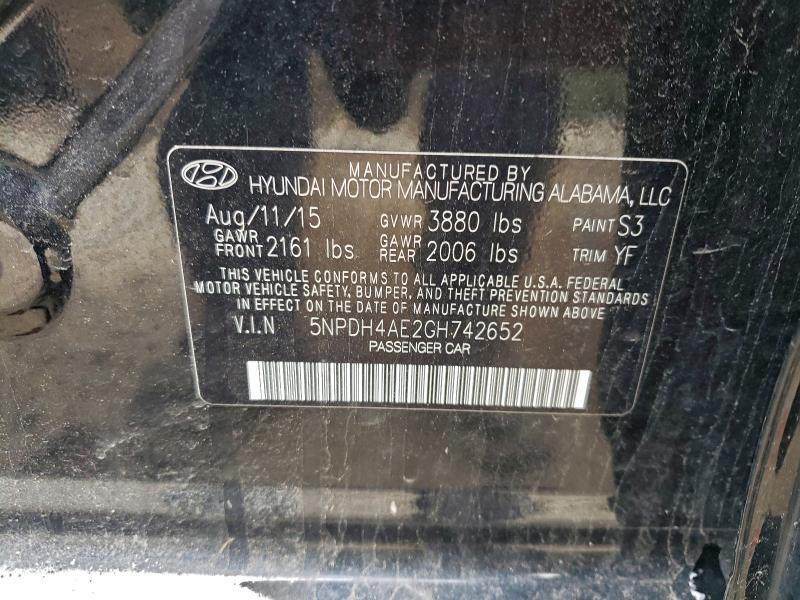 MANUFACTURED BY
HYUNDAI MOTOR MANUFACTURING ALABAMA, LLC
Aug/11/15 GVWR 3880 lbs PAINT S3
GAWR FRONT 2161 lbs GAWR REAR 2006 lbs TRIM YF
THIS VEHICLE CONFORMS TO ALL APPLICABLE U.S.A. FEDERAL
MOTOR VEHICLE SAFETY, BUMPER, AND THEFT PREVENTION STANDARDS
IN EFFECT ON THE DATE OF MANUFACTURE SHOWN ABOVE.
V.I.N 5NPDH4AE2GH742652
PASSENGER CAR